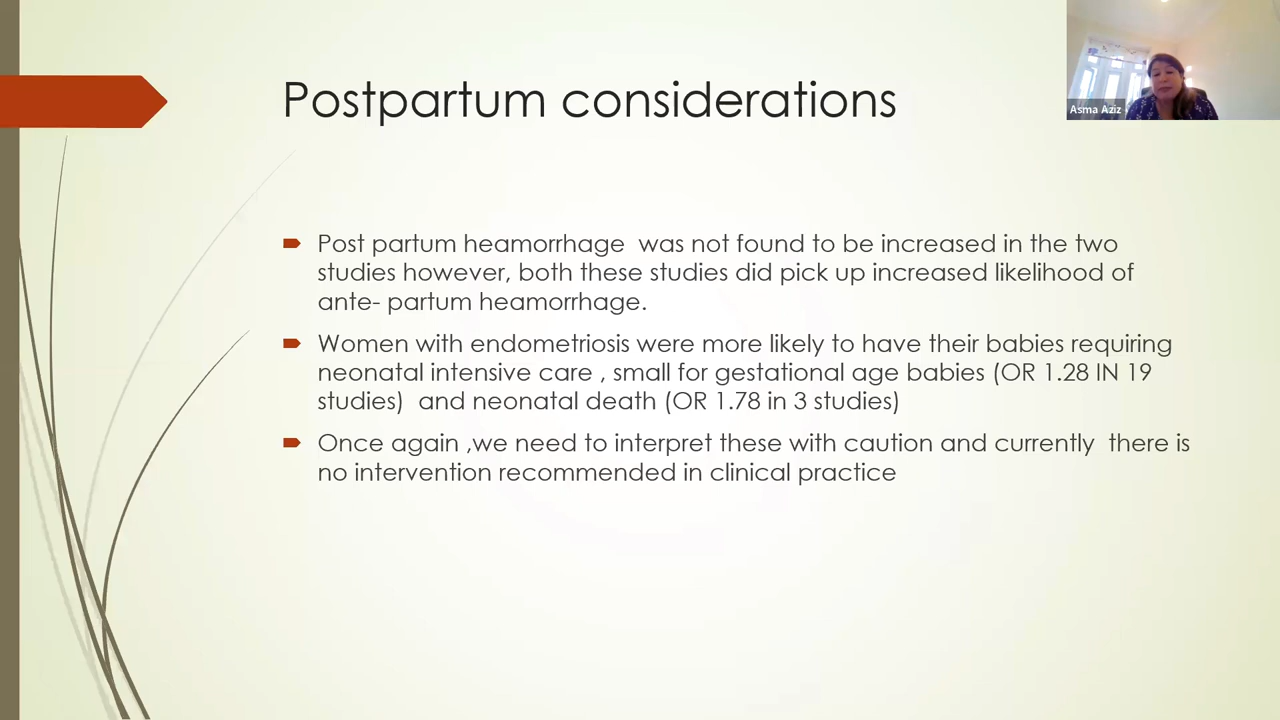 Postpartum considerations
Asma Aziz
Post partum heamorrhage  was not found to be increased in the two
studies however, both these studies did pick up increased likelihood of
ante- partum heamorrhage.
Women with endometriosis were more likely to have their babies requiring
neonatal intensive care , small for gestational age babies (OR 1.28 IN 19
studies)  and neonatal death (OR 1.78 in 3 studies)
Once again ,we need to interpret these with caution and currently  there is
no intervention recommended in clinical practice